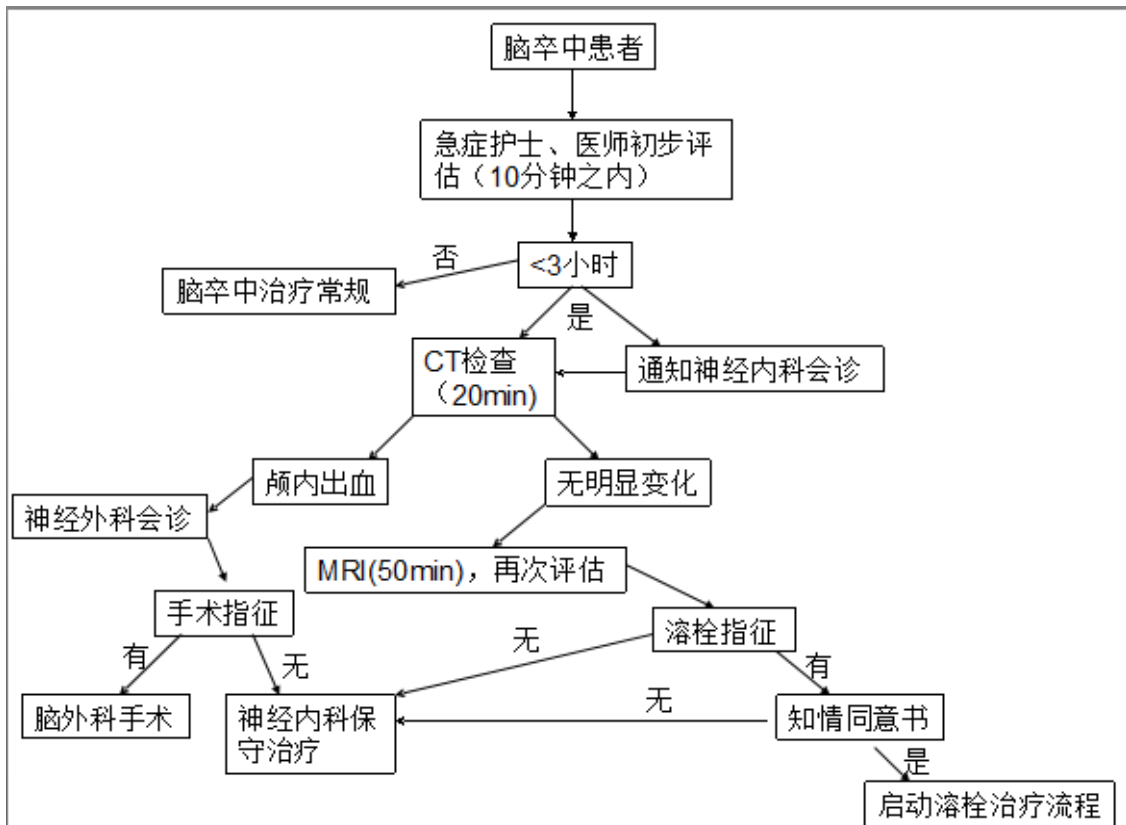 脑卒中患者
急症护士、医师初步评
估（10分钟之内）
<3小时
否
脑卒中治疗常规
是
CT检查
（20min)
通知神经内科会诊
颅内出血
无明显变化
神经外科会诊
MRI(50min)，再次评估
手术指征
溶栓指征
有
无
无
有
脑外科手术
神经内科保
守治疗
无
知情同意书
是
启动溶栓治疗流程